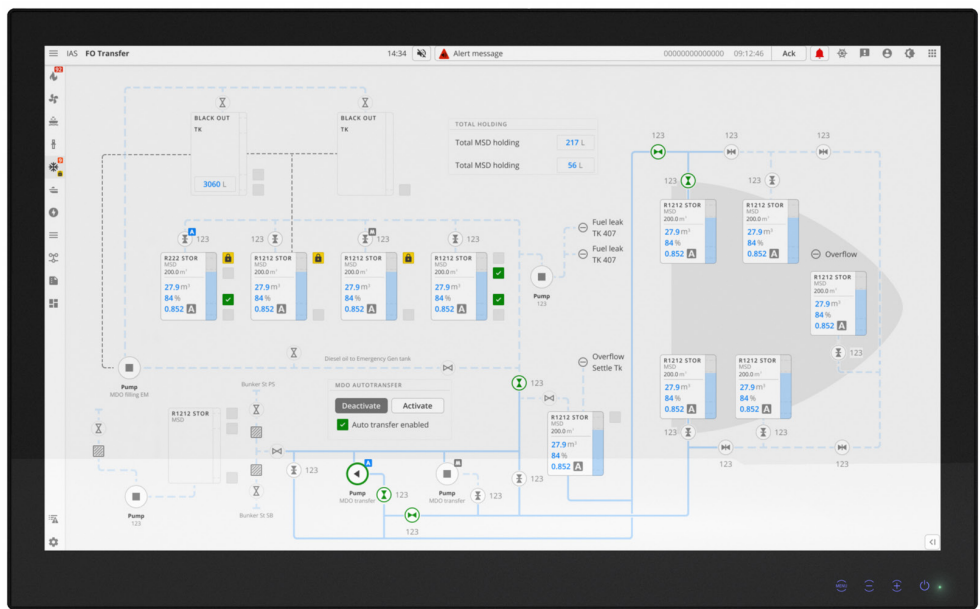 IAS FO Transfer
14:34
Alert message
00000000000000 09:12:46
Ack
52
9
BLACK OUT
TK
3060 L
BLACK OUT
TK
TOTAL HOLDING
Total MSD holding 217 L
Total MSD holding 56 L
123
123
123
123
123
A
123
123
M
123
123
R222 STOR
MSD
200.0 m³
27.9 m³
84 %
0.852 A
R1212 STOR
MSD
200.0 m³
27.9 m³
84 %
0.852 A
R1212 STOR
MSD
200.0 m³
27.9 m³
84 %
0.852 A
R1212 STOR
MSD
200.0 m³
27.9 m³
84 %
0.852 A
Fuel leak
TK 407
Fuel leak
TK 407
Pump
123
R1212 STOR
MSD
200.0 m³
27.9 m³
84 %
0.852 A
R1212 STOR
MSD
200.0 m³
27.9 m³
84 %
0.852 A
Overflow
R1212 STOR
MSD
200.0 m³
27.9 m³
84 %
0.852 A
123
Diesel oil to Emergency Gen tank
Pump
MDO filling EM
Bunker St PS
MDO AUTOTRANSFER
Deactivate
Activate
Auto transfer enabled
123
Overflow
Settle Tk
R1212 STOR
MSD
200.0 m³
27.9 m³
84 %
0.852 A
R1212 STOR
MSD
200.0 m³
27.9 m³
84 %
0.852 A
R1212 STOR
MSD
200.0 m³
27.9 m³
84 %
0.852 A
123
123
123
123
R1212 STOR
MSD
Pump
123
Bunker St SB
123
A
Pump
MDO transfer
123
M
Pump
MDO transfer
123
123
123
MENU